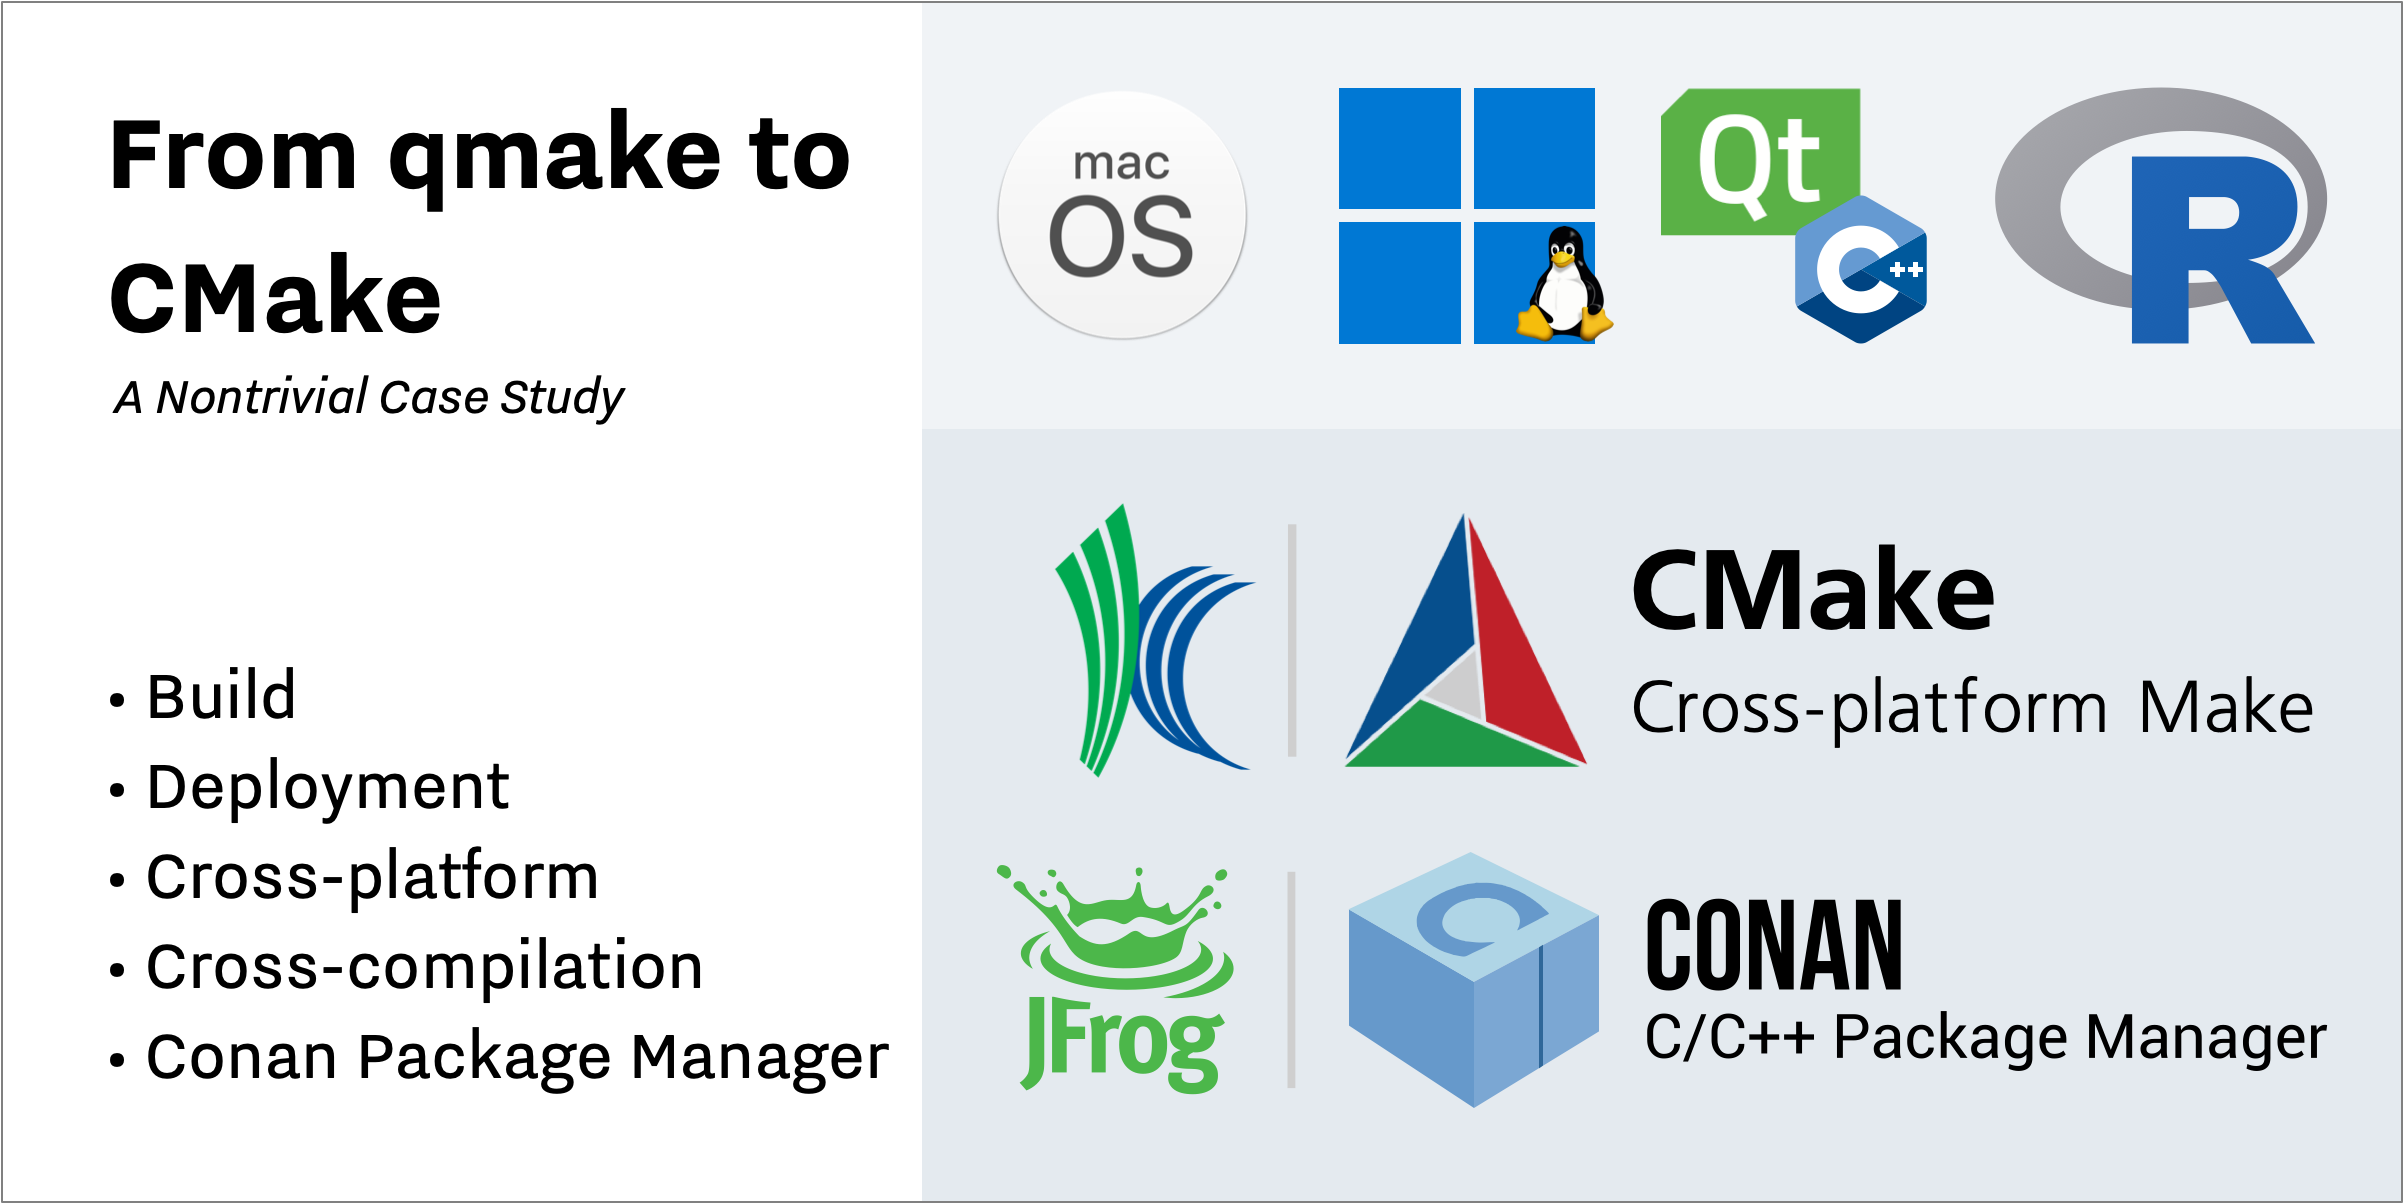 From qmake to
CMake
A Nontrivial Case Study
• Build
• Deployment
• Cross-platform
• Cross-compilation
• Conan Package Manager
mac
OS
Qt
C++
R
CMake
Cross-platform Make
JFrog
C
CONAN
C/C++ Package Manager